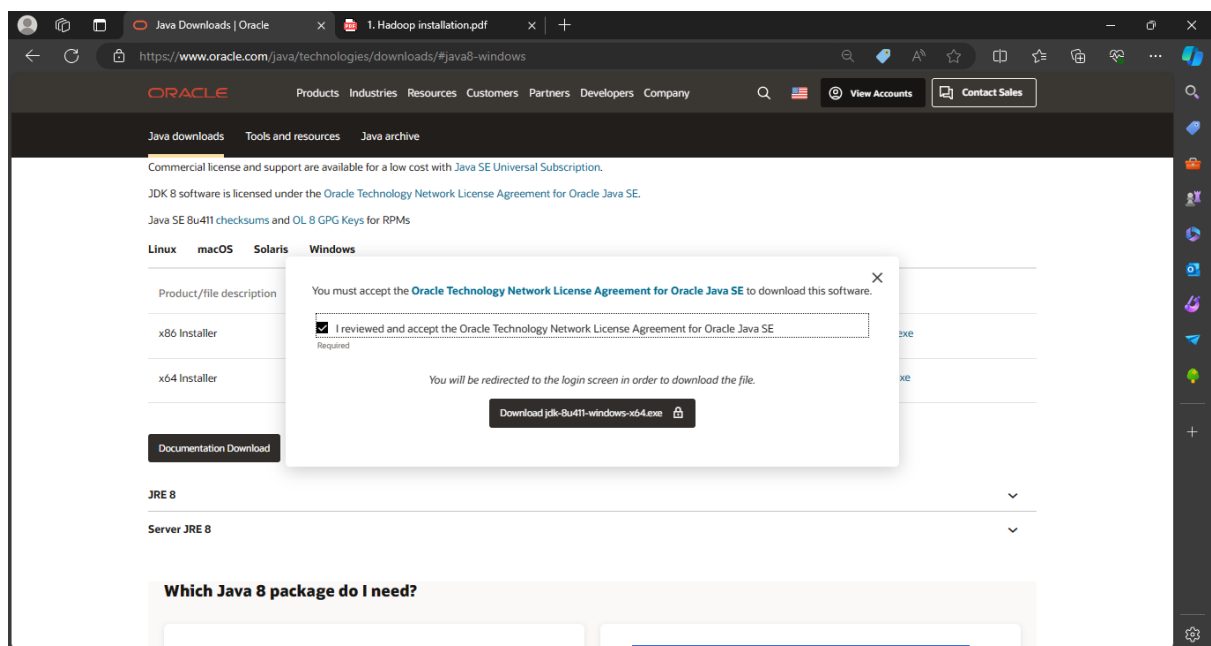 Java Downloads | Oracle
1. Hadoop installation.pdf
https://www.oracle.com/java/technologies/downloads/#java8-windows
ORACLE
Products Industries Resources Customers Partners Developers Company
View Accounts
Contact Sales
Java downloads Tools and resources Java archive
Commercial license and support are available for a low cost with Java SE Universal Subscription.
JDK 8 software is licensed under the Oracle Technology Network License Agreement for Oracle Java SE.
Java SE 8u411 checksums and OL 8 GPG Keys for RPMs
Linux macOS Solaris Windows
Product/file description
You must accept the Oracle Technology Network License Agreement for Oracle Java SE to download this software.
I reviewed and accept the Oracle Technology Network License Agreement for Oracle Java SE
Required
x86 Installer
exe
x64 Installer
xe
You will be redirected to the login screen in order to download the file.
Download jdk-8u411-windows-x64.exe
Documentation Download
JRE 8
Server JRE 8
Which Java 8 package do I need?